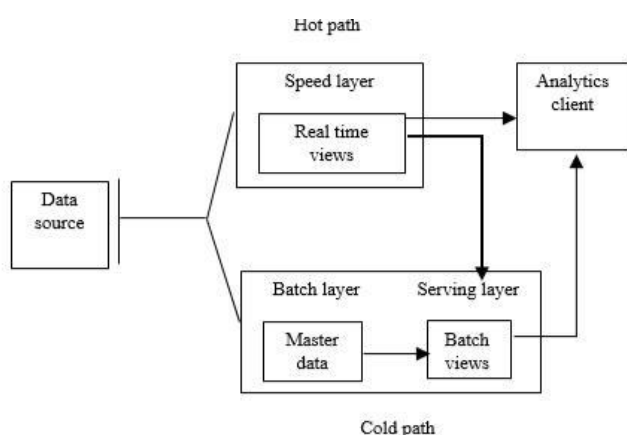 Hot path
Speed layer
Real time
views
Analytics
client
Data
source
Batch layer
Serving layer
Master
data
Batch
views
Cold path